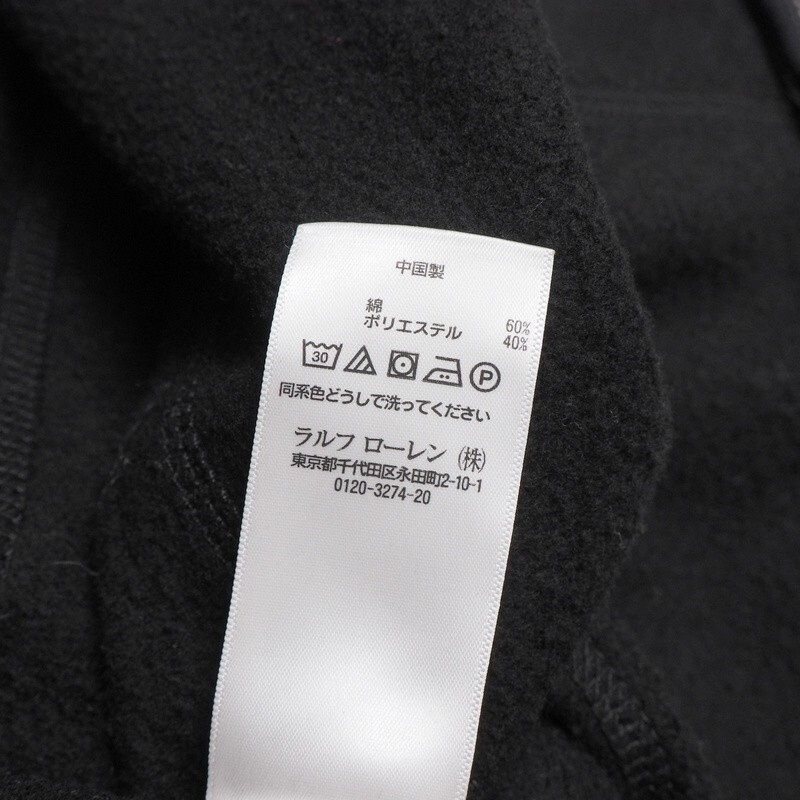 中国製
綿 60%
ポリエステル 40%
30 P
同系色どうしで洗ってください
ラルフ ローレン (株)
東京都千代田区永田町2-10-1
0120-3274-20